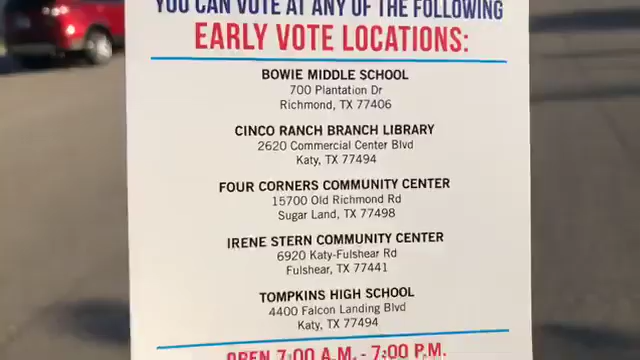 YOU CAN VOTE AT ANY OF THE FOLLOWING
EARLY VOTE LOCATIONS:
BOWIE MIDDLE SCHOOL
700 Plantation Dr
Richmond, TX 77406
CINCO RANCH BRANCH LIBRARY
2620 Commercial Center Blvd
Katy, TX 77494
FOUR CORNERS COMMUNITY CENTER
15700 Old Richmond Rd
Sugar Land, TX 77498
IRENE STERN COMMUNITY CENTER
6920 Katy-Fulshear Rd
Fulshear, TX 77441
TOMPKINS HIGH SCHOOL
4400 Falcon Landing Blvd
Katy, TX 77494
OPEN 7:00 A.M. - 7:00 P.M.